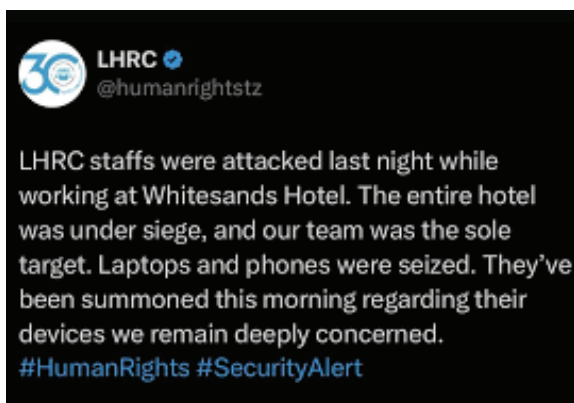 30
LHRC
@humanrightstz
LHRC staffs were attacked last night while
working at Whitesands Hotel. The entire hotel
was under siege, and our team was the sole
target. Laptops and phones were seized. They've
been summoned this morning regarding their
devices we remain deeply concerned.
#HumanRights #SecurityAlert